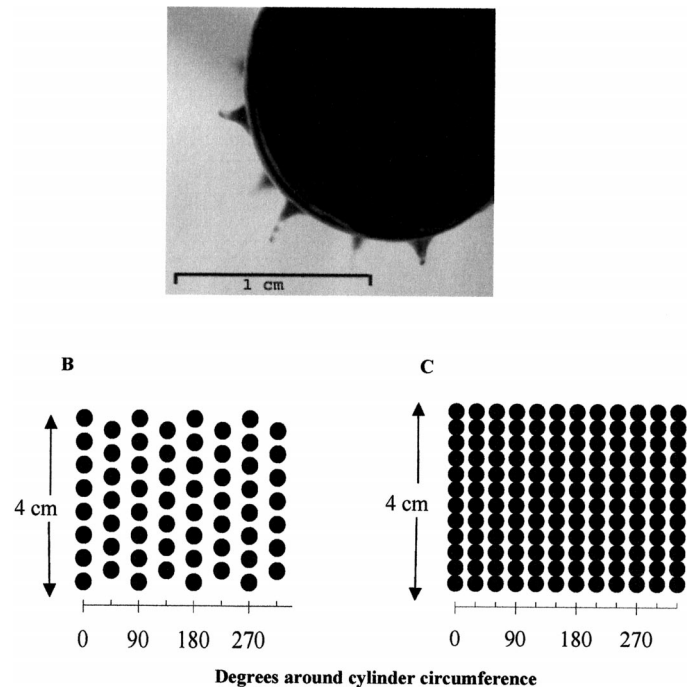 1 cm
B
C
4 cm
4 cm
0 90 180 270
0 90 180 270
Degrees around cylinder circumference